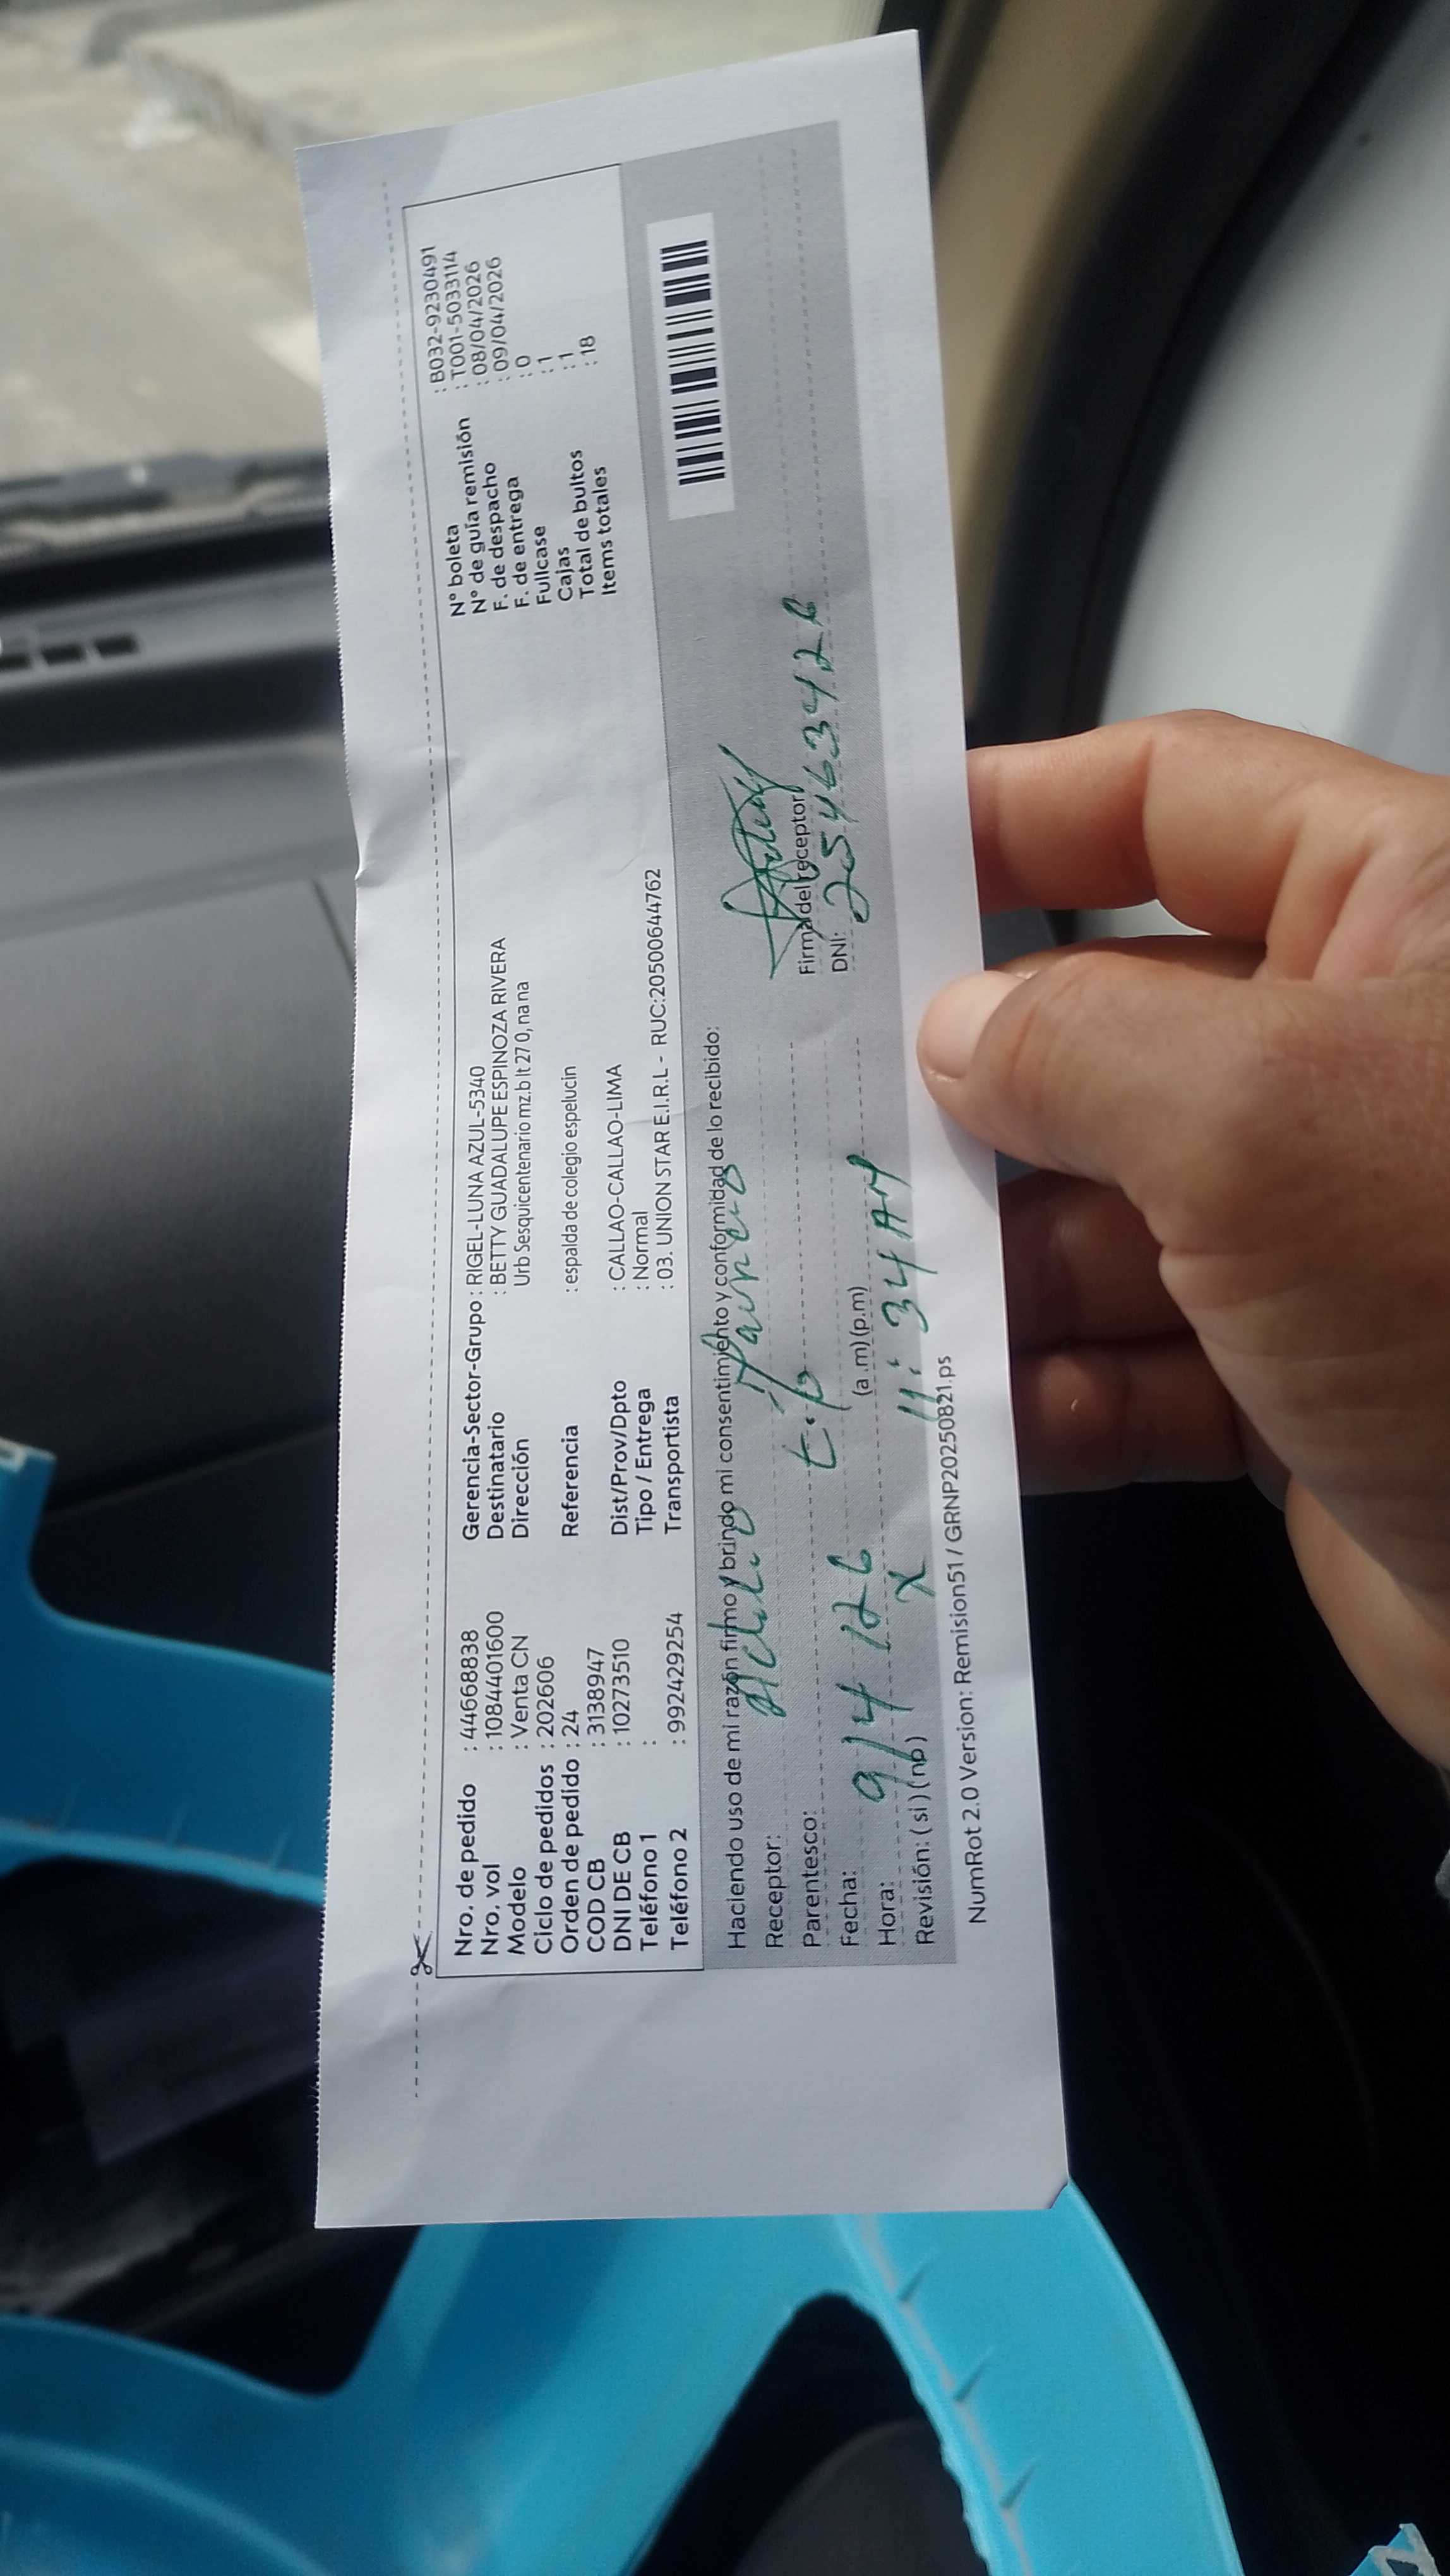 Nro. de pedido : 44668838
Nro. vol : 1084401600
Modelo : Venta CN
Ciclo de pedidos : 202606
Orden de pedido : 24
COD CB : 3138947
DNI DE CB : 10273510
Teléfono 1 :
Teléfono 2 : 992429254
Gerencia-Sector-Grupo : RIGEL-LUNA AZUL-5340
Destinatario : BETTY GUADALUPE ESPINOZA RIVERA
Dirección Urb Sesquicentenario mz.b lt 27 0, na na
Referencia : espalda de colegio espelucin
Dist/Prov/Dpto : CALLAO-CALLAO-LIMA
Tipo / Entrega : Normal
Transportista : 03. UNION STAR E.I.R.L - RUC:20500644762
N° boleta : B032-9230491
N° de guía remisión : T001-5033114
F. de despacho : 08/04/2026
F. de entrega : 09/04/2026
Fullcase : 0
Cajas : 1
Total de bultos : 1
Items totales : 18
Haciendo uso de mi razón firmo y brindo mi consentimiento y conformidad de lo recibido:
Receptor:
Parentesco:
Fecha: 9/4/26
Hora: (a .m) (p.m) 11:34 AM
Revisión: ( si ) ( no ) X
Firma del receptor
DNI: 25463426
NumRot 2.0 Version: Remision51 / GRNP20250821.ps